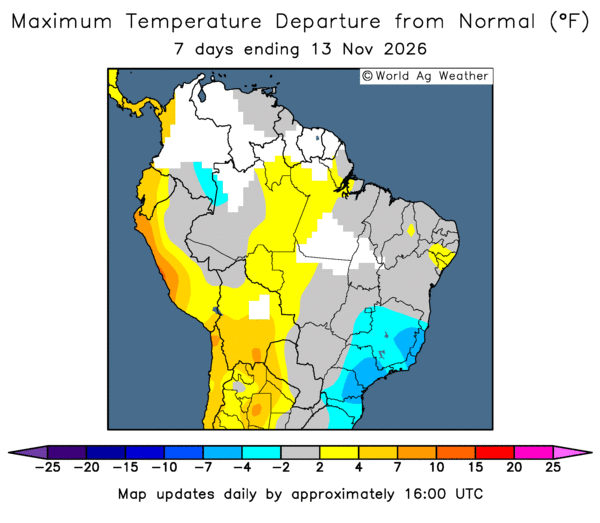 Maximum Temperature Departure from Normal (°F)
7 days ending 13 Nov 2026
©World Ag Weather
-25 -20 -15 -10 -7 -4 -2 2 4 7 10 15 20 25
Map updates daily by approximately 16:00 UTC